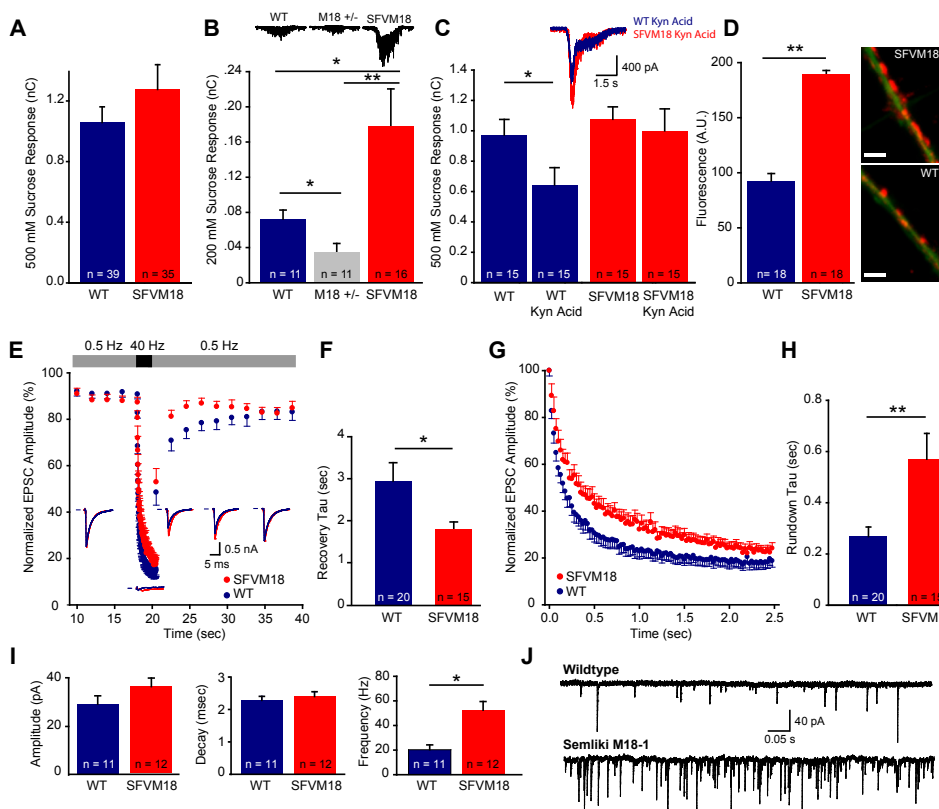 A
500 mM Sucrose Response (nC)
1.2
0.8
0.4
0.0
n = 39
n = 35
WT
SFVM18
B
WT
M18 +/-
SFVM18
200 mM Sucrose Response (nC)
.24
.20
.16
.12
.08
.04
0
*
**
*
n = 11
n = 11
n = 16
WT
M18 +/-
SFVM18
C
WT Kyn Acid
SFVM18 Kyn Acid
400 pA
1.5 s
500 mM Sucrose Response (nC)
1.4
1.2
1.0
0.8
0.6
0.4
0.2
0
*
n = 15
n = 15
n = 15
n = 15
WT
WT
Kyn Acid
SFVM18
SFVM18
Kyn Acid
D
Fluorescence (A.U.)
200
150
100
50
0
**
n = 18
n = 18
WT
SFVM18
SFVM18
WT
E
0.5 Hz
40 Hz
0.5 Hz
Normalized EPSC Amplitude (%)
100
80
60
40
20
0
0.5 nA
5 ms
SFVM18
WT
10
15
20
25
30
35
40
Time (sec)
F
Recovery Tau (sec)
4
3
2
1
0
*
n = 20
n = 15
WT
SFVM18
G
Normalized EPSC Amplitude (%)
100
80
60
40
20
0
SFVM18
WT
0.0
0.5
1.0
1.5
2.0
2.5
Time (sec)
H
Rundown Tau (sec)
0.8
0.6
0.4
0.2
0
**
n = 20
WT
I
Amplitude (pA)
40
20
0
n = 11
n = 12
WT
SFVM18
Decay (msec)
3
2
1
0
n = 11
n = 12
WT
SFVM18
Frequency (Hz)
80
60
40
20
*
n = 11
n = 12
WT
SFVM18
J
Wildtype
40 pA
0.05 s
Semliki M18-1